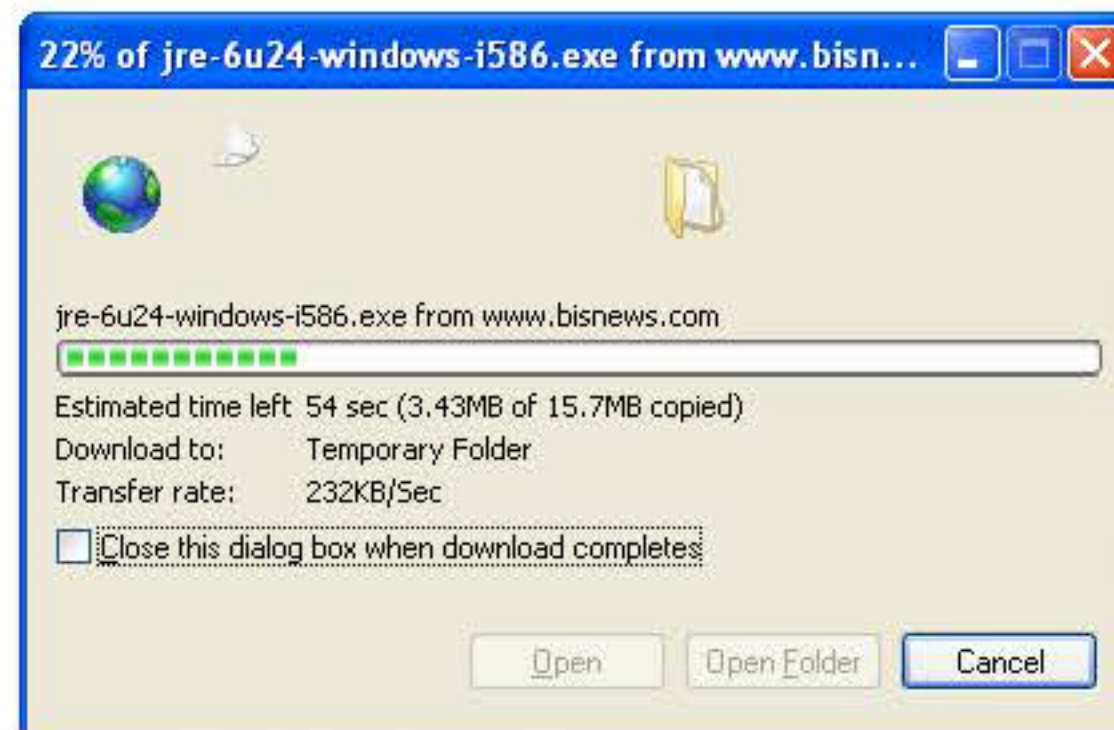 22% of jre-6u24-windows-i586.exe from www.bisn...
jre-6u24-windows-i586.exe from www.bisnews.com
Estimated time left 54 sec (3.43MB of 15.7MB copied)
Download to: Temporary Folder
Transfer rate: 232KB/Sec
Close this dialog box when download completes
Open Open Folder Cancel